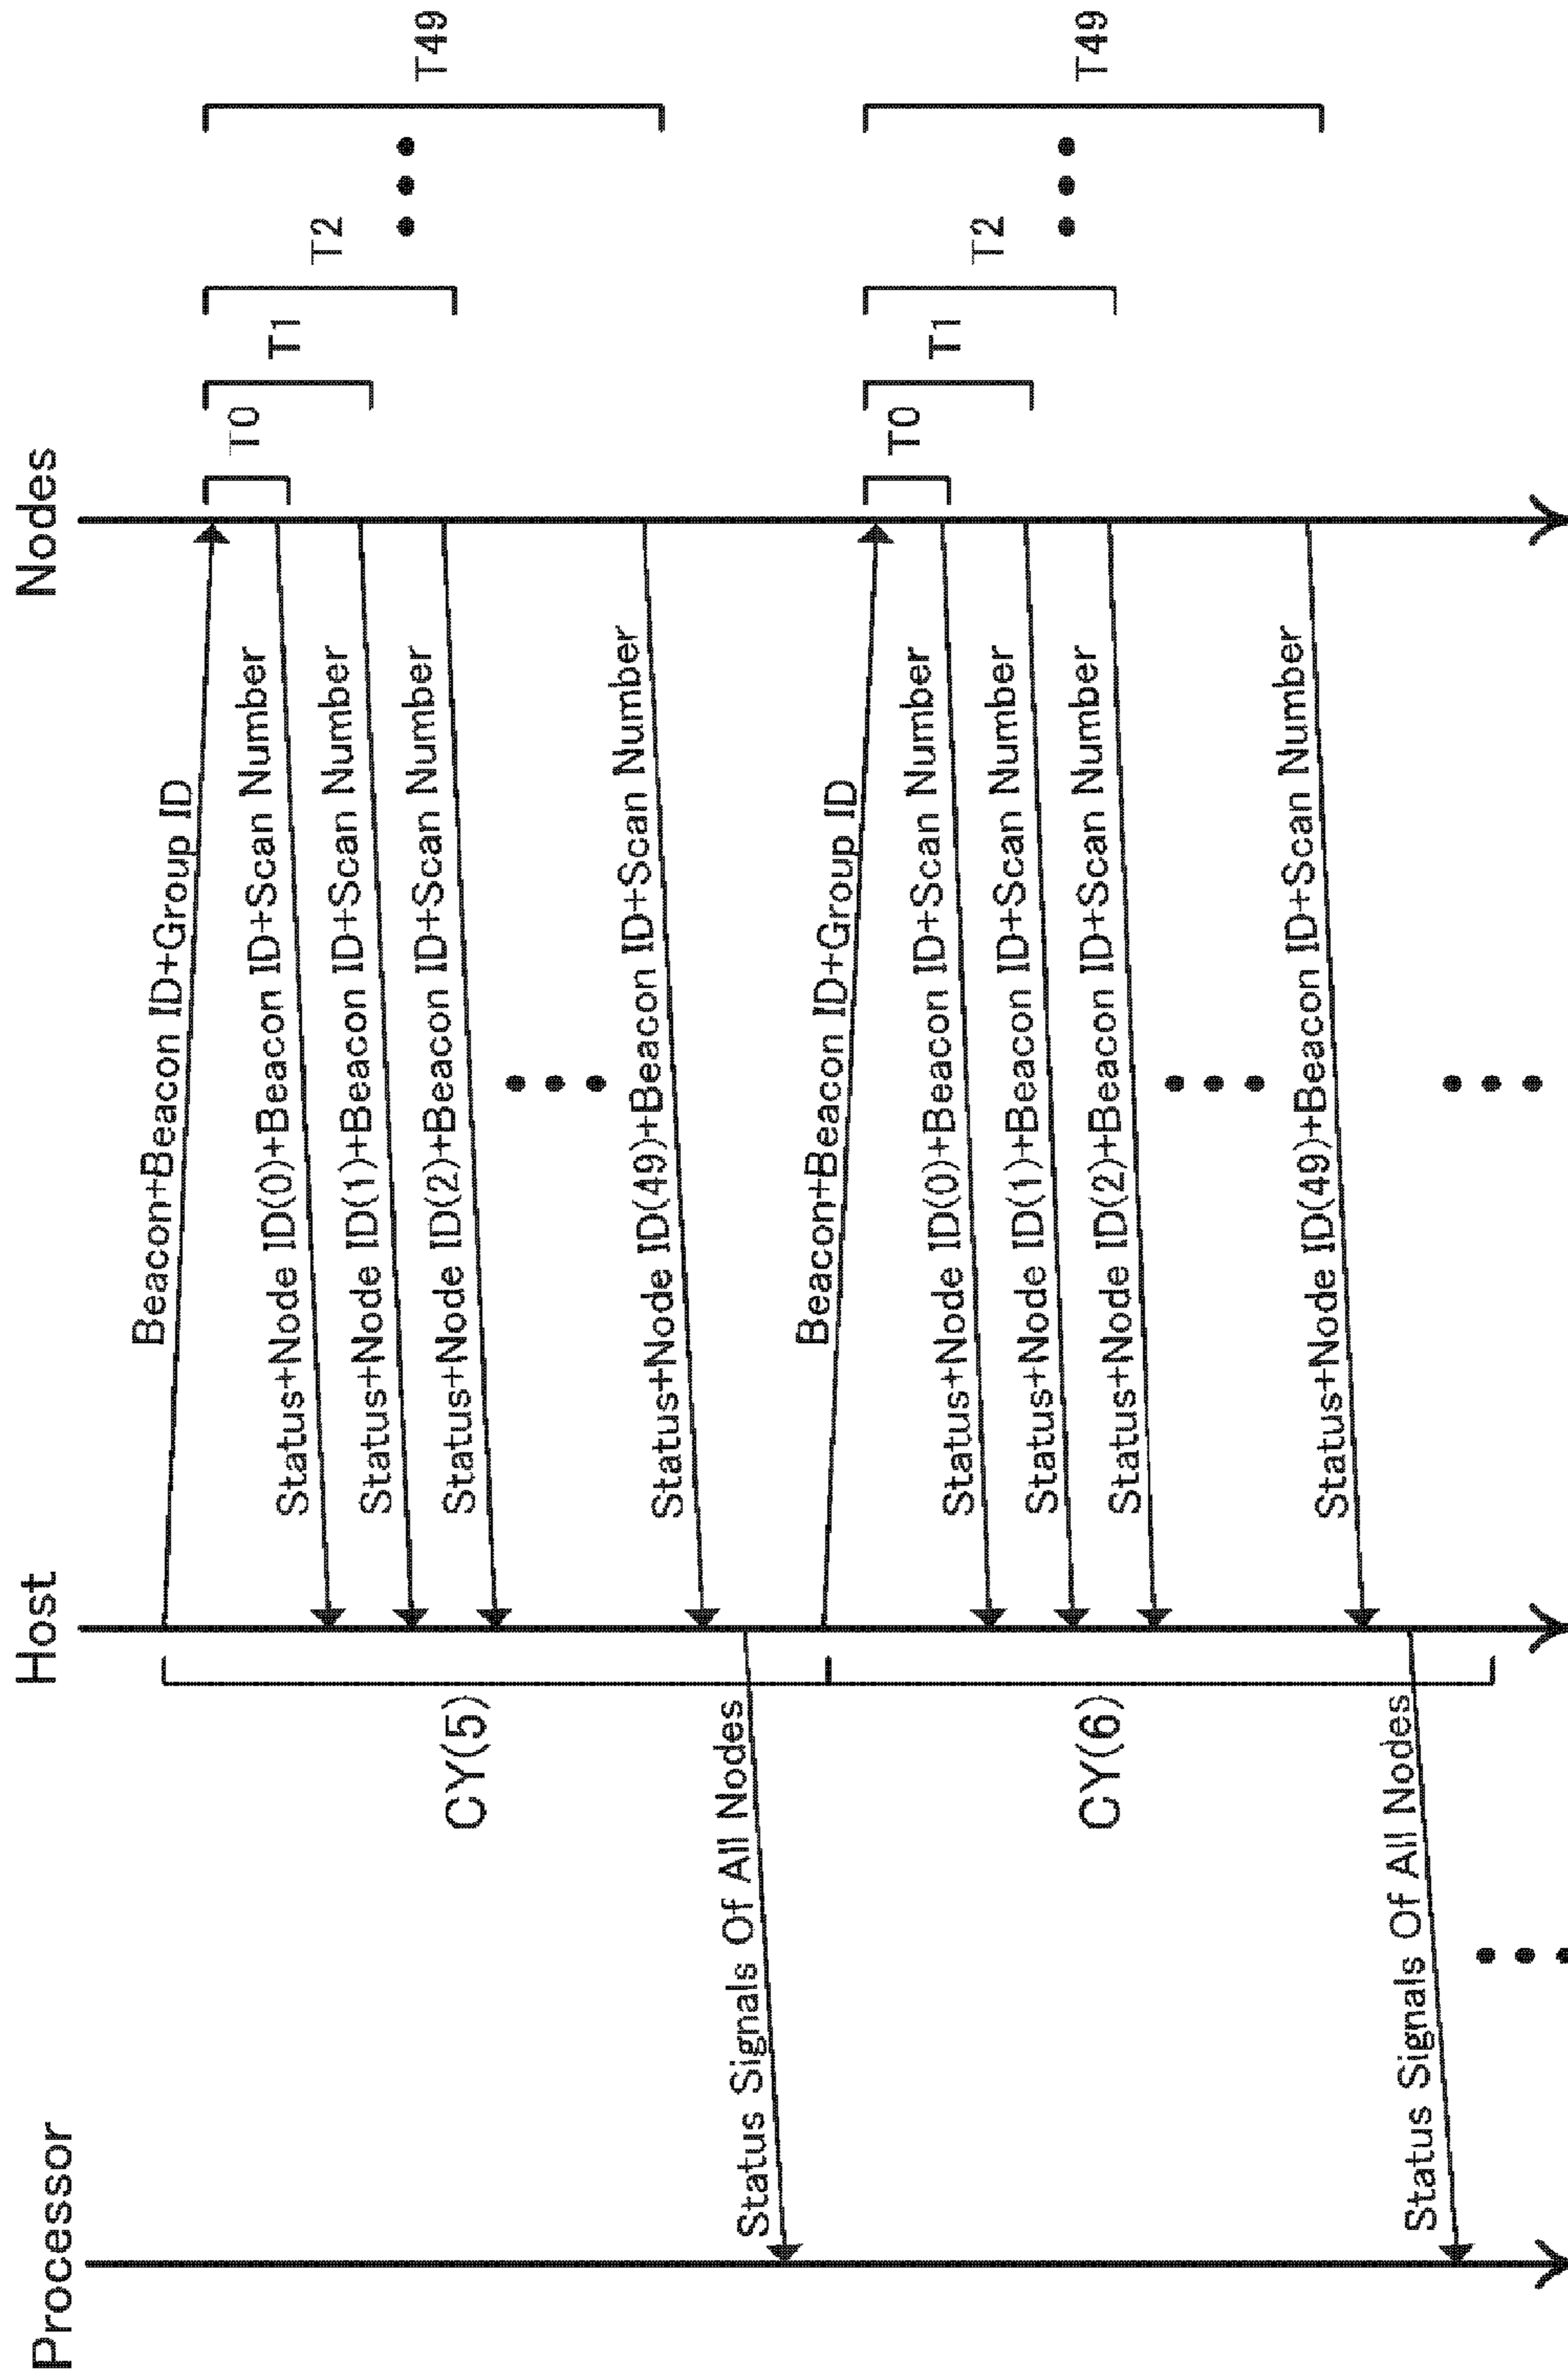 Processor
Host
Nodes
Beacon+Beacon ID+Group ID
Status+Node ID(0)+Beacon ID+Scan Number
Status+Node ID(1)+Beacon ID+Scan Number
Status+Node ID(2)+Beacon ID+Scan Number
Status+Node ID(49)+Beacon ID+Scan Number
T0
T1
T2
T49
CY(5)
Status Signals Of All Nodes
Beacon+Beacon ID+Group ID
Status+Node ID(0)+Beacon ID+Scan Number
Status+Node ID(1)+Beacon ID+Scan Number
Status+Node ID(2)+Beacon ID+Scan Number
Status+Node ID(49)+Beacon ID+Scan Number
T0
T1
T2
T49
CY(6)
Status Signals Of All Nodes